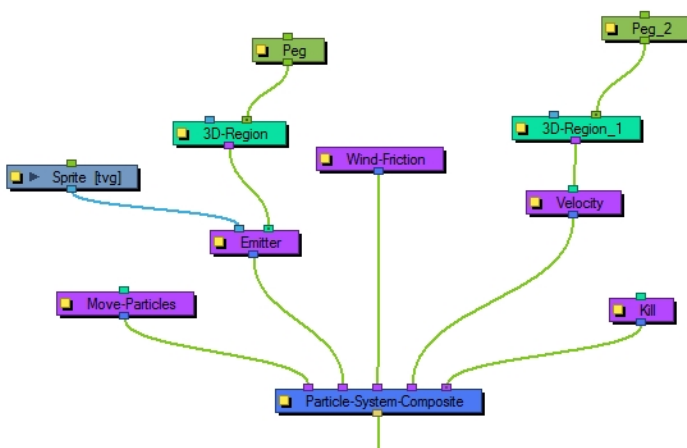 Peg_2
Peg
3D-Region
3D-Region_1
Wind-Friction
Sprite [tvg]
Velocity
Emitter
Move-Particles
Kill
Particle-System-Composite